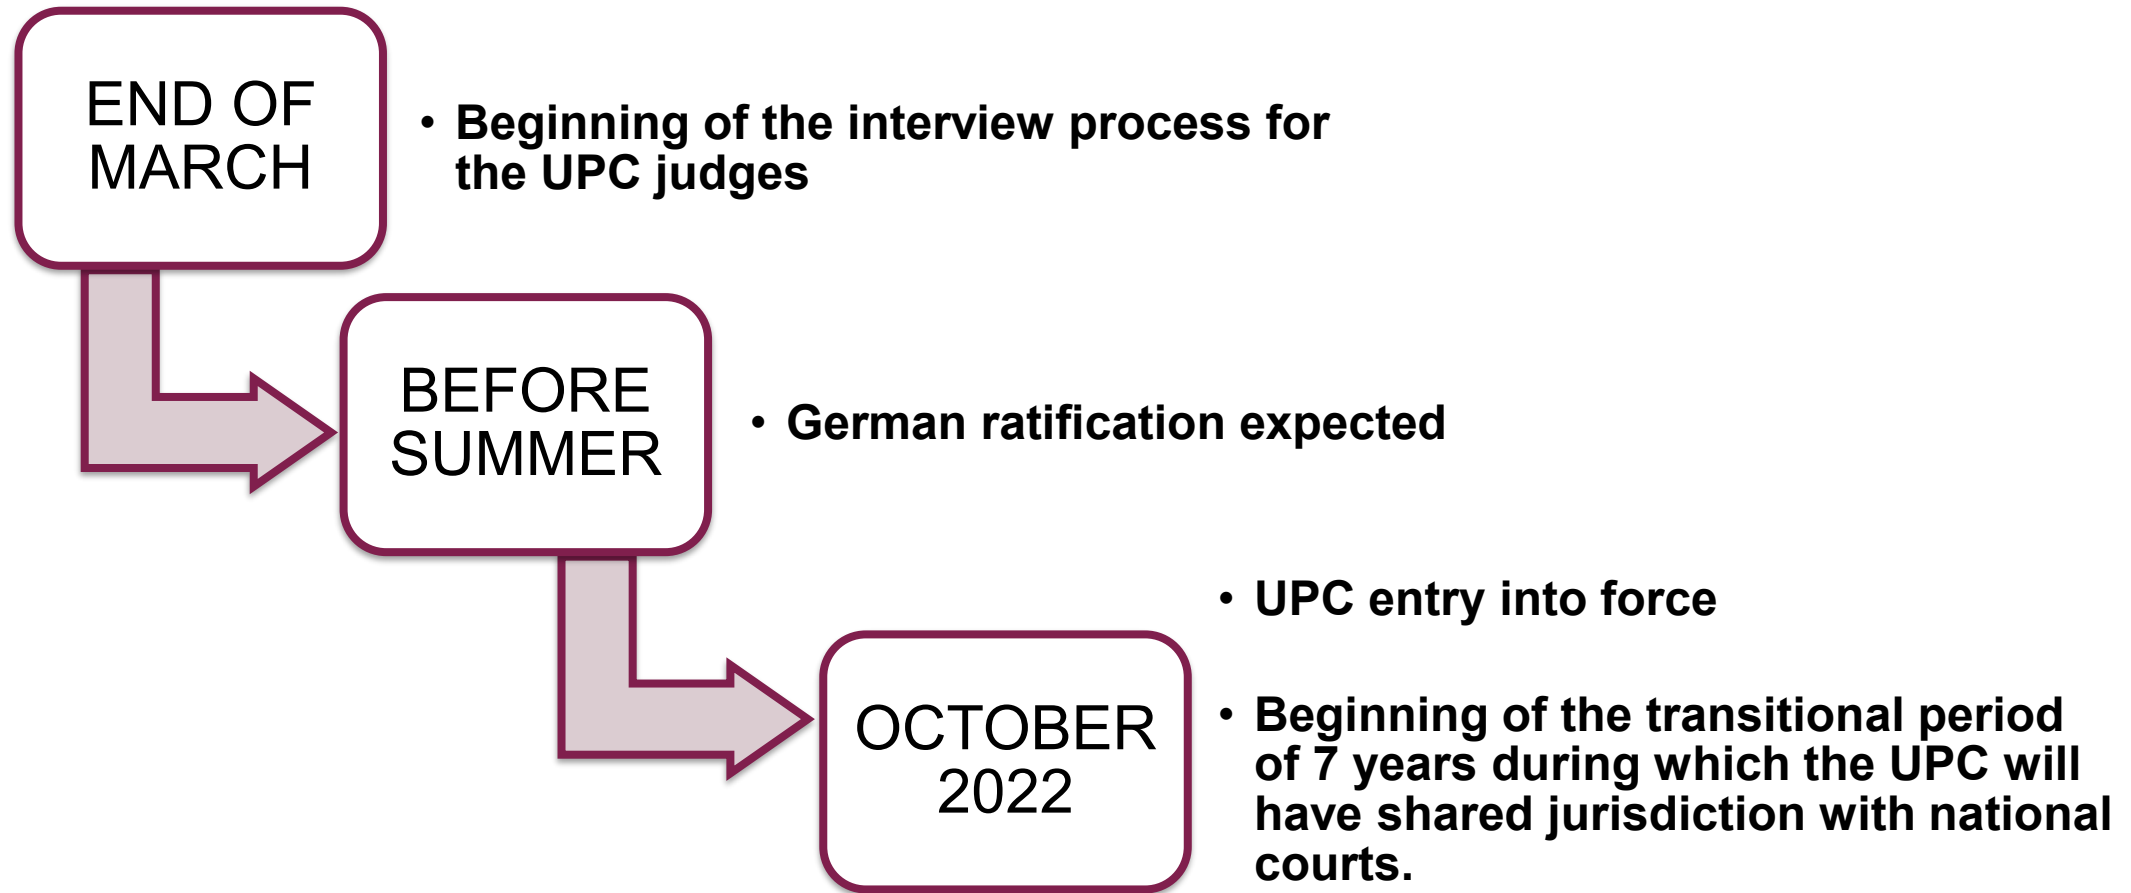 END OF
MARCH
• Beginning of the interview process for
the UPC judges
BEFORE
SUMMER
• German ratification expected
OCTOBER
2022
• UPC entry into force
• Beginning of the transitional period
of 7 years during which the UPC will
have shared jurisdiction with national
courts.